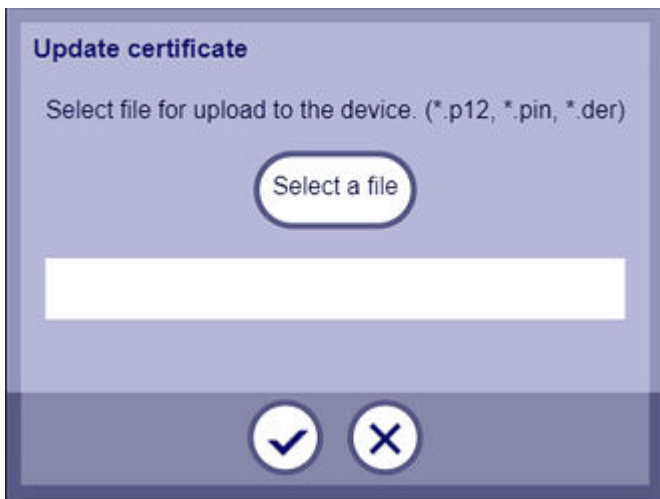 Update certificate
Select file for upload to the device. (*.p12, *.pin, *.der)
Select a file